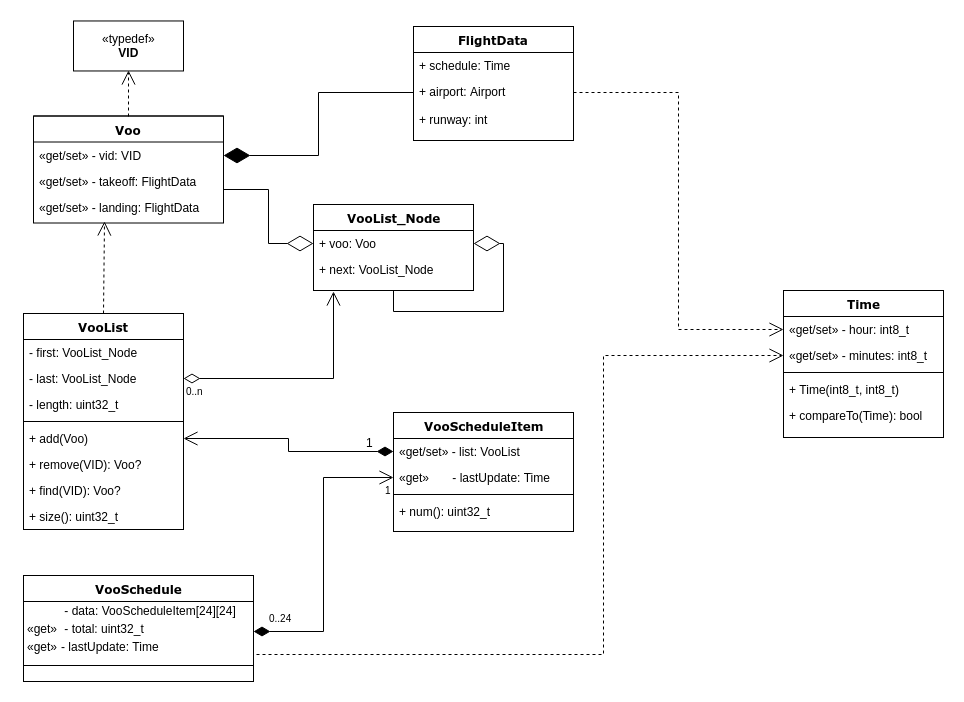 «typedef»
VID
FlightData
+ schedule: Time
+ airport: Airport
+ runway: int
Voo
«get/set» - vid: VID
«get/set» - takeoff: FlightData
«get/set» - landing: FlightData
VooList_Node
+ voo: Voo
+ next: VooList_Node
Time
«get/set» - hour: int8_t
«get/set» - minutes: int8_t
+ Time(int8_t, int8_t)
+ compareTo(Time): bool
VooList
- first: VooList_Node
- last: VooList_Node
- length: uint32_t
+ add(Voo)
+ remove(VID): Voo?
+ find(VID): Voo?
+ size(): uint32_t
0..n
1
1
VooScheduleItem
«get/set» - list: VooList
«get» - lastUpdate: Time
+ num(): uint32_t
VooSchedule
- data: VooScheduleItem[24][24]
«get» - total: uint32_t
«get» - lastUpdate: Time
0..24